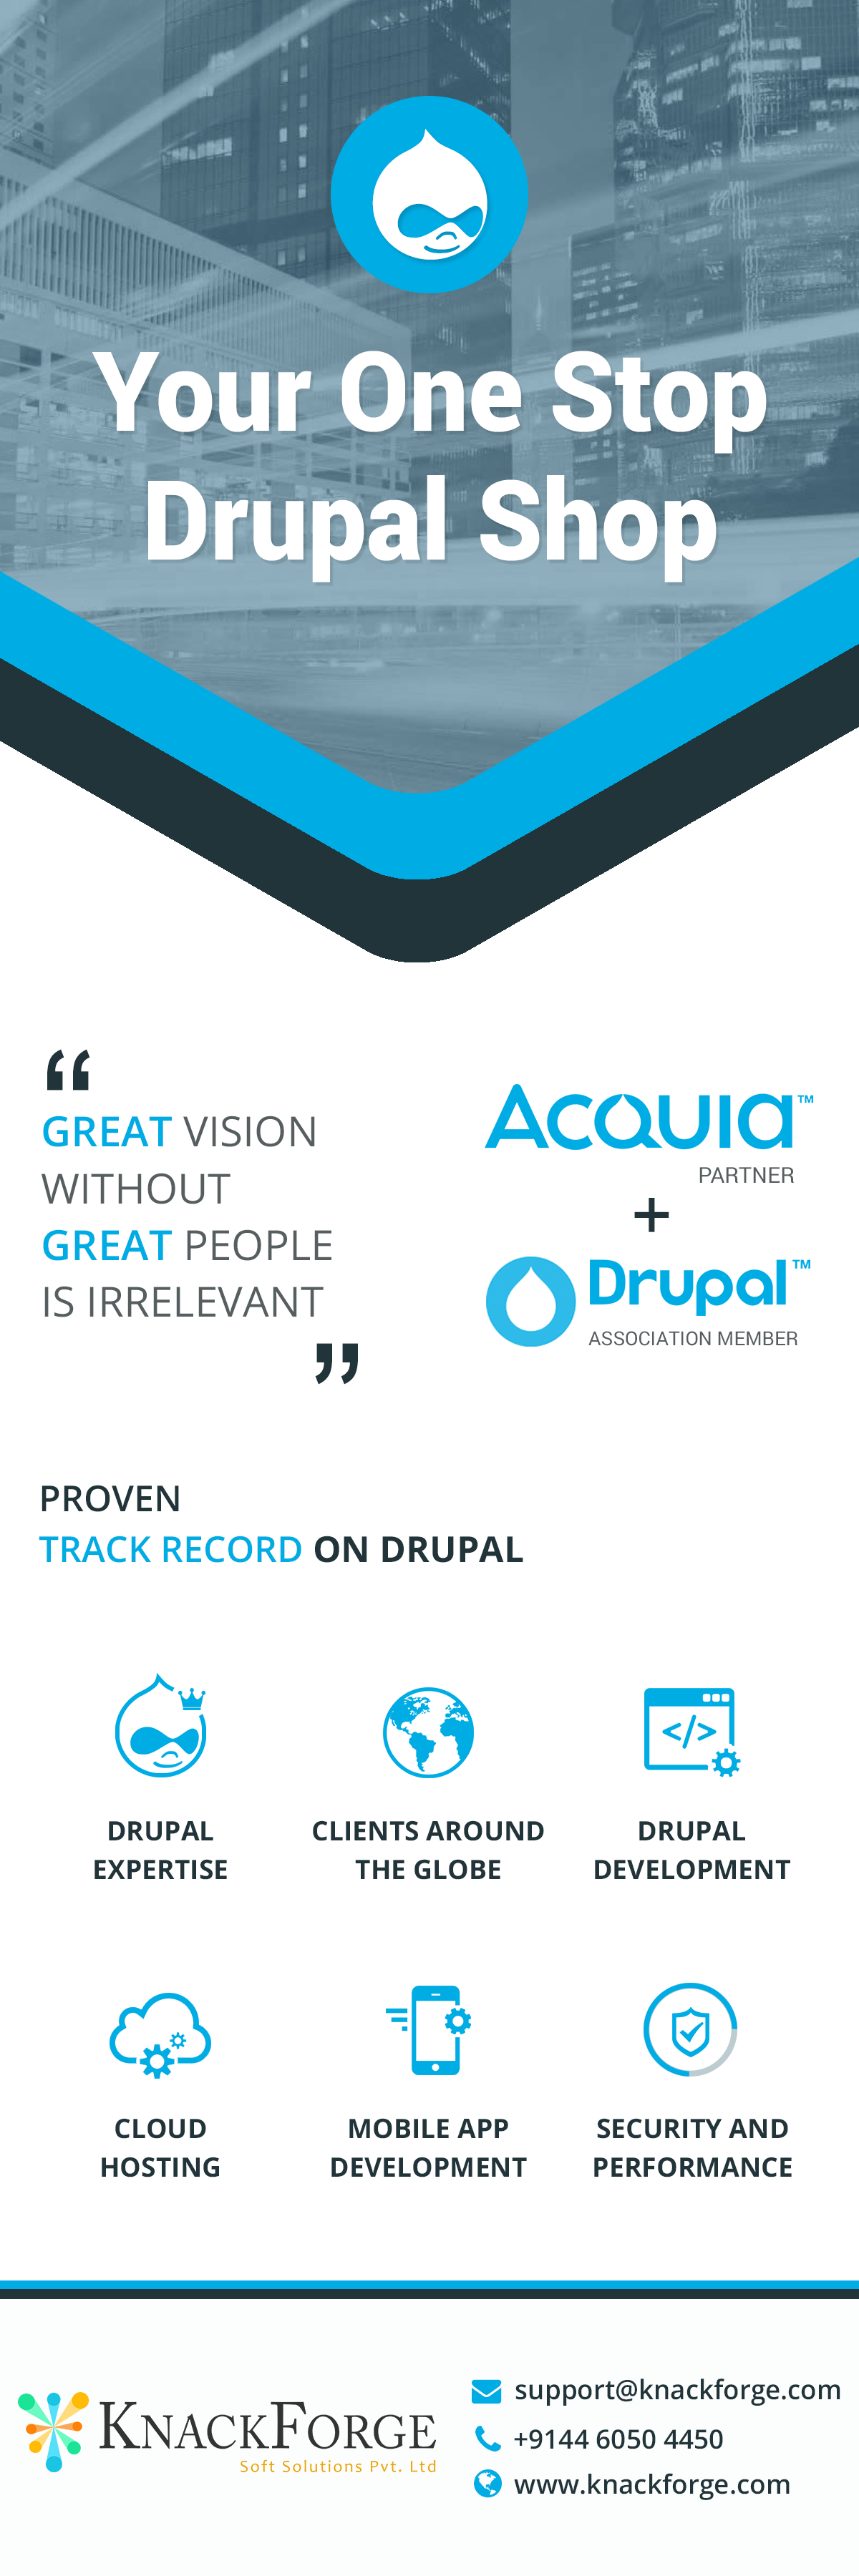 Your One Stop
Drupal Shop
“
GREAT VISION
WITHOUT
GREAT PEOPLE
IS IRRELEVANT
”
ACQUIA™
PARTNER
+
Drupal™
ASSOCIATION MEMBER
PROVEN
TRACK RECORD ON DRUPAL
DRUPAL
EXPERTISE
CLIENTS AROUND
THE GLOBE
</>
DRUPAL
DEVELOPMENT
CLOUD
HOSTING
MOBILE APP
DEVELOPMENT
SECURITY AND
PERFORMANCE
KNACKFORGE
Soft Solutions Pvt. Ltd
support@knackforge.com
+9144 6050 4450
www.knackforge.com